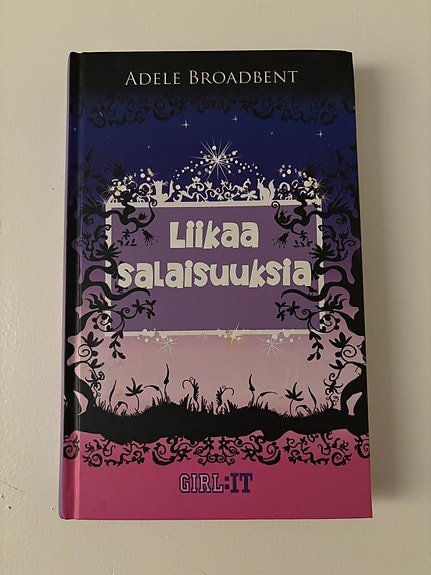 ADELE BROADBENT
Liikaa
salaisuuksia
GIRL:IT